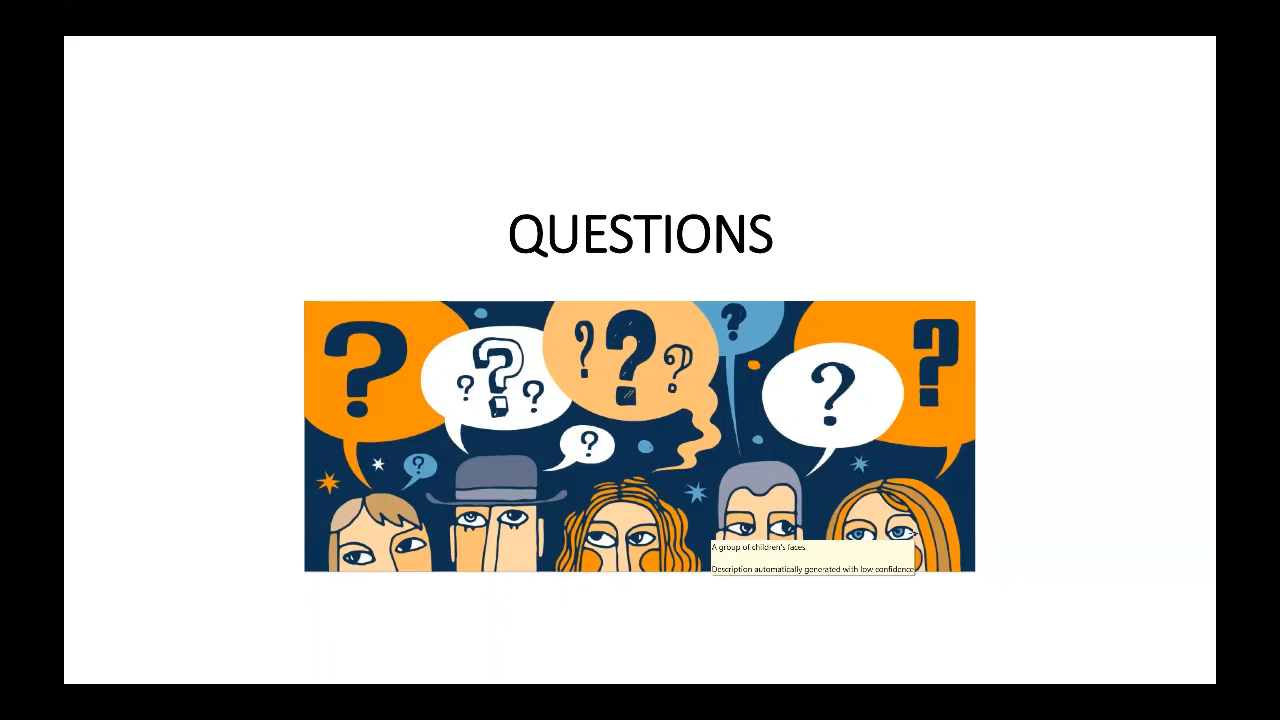 QUESTIONS
? ? ? ? ? ? ? ? ? ?
? ?
A group of children's faces
Description automatically generated with low confidence